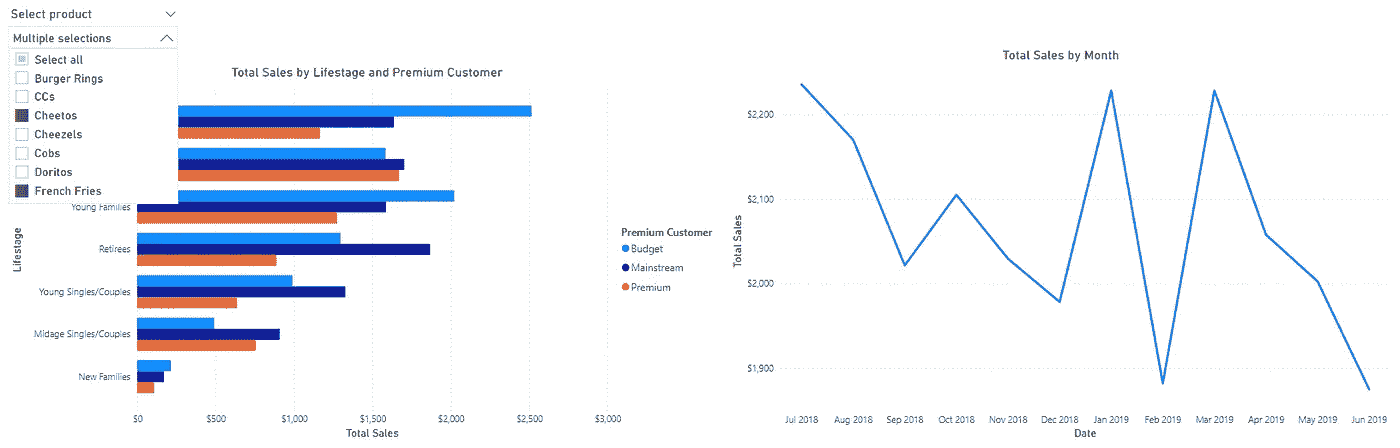 Select product
Multiple selections
Select all
Burger Rings
CCs
Cheetos
Cheezels
Cobs
Doritos
French Fries
Total Sales by Lifestage and Premium Customer
Lifestage
Young Families
Retirees
Young Singles/Couples
Midage Singles/Couples
New Families
$0 $500 $1,000 $1,500 $2,000 $2,500 $3,000
Total Sales
Premium Customer
Budget
Mainstream
Premium
Total Sales by Month
Total Sales
$2,200
$2,100
$2,000
$1,900
Jul 2018 Aug 2018 Sep 2018 Oct 2018 Nov 2018 Dec 2018 Jan 2019 Feb 2019 Mar 2019 Apr 2019 May 2019 Jun 2019
Date